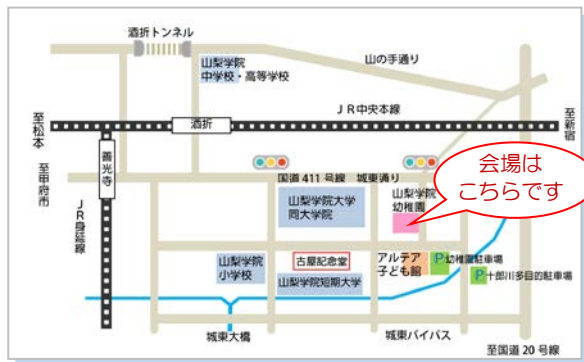 酒折トンネル
山の手通り
山梨学院
中学校・高等学校
JR中央本線
至松本
酒折
至新宿
至甲府市
善光寺
国道411号線 城東通り
会場は
こちらです
山梨学院大学
同大学院
山梨学院
幼稚園
JR身延線
山梨学院
小学校
古屋記念堂
アルテア
子ども館
P
幼稚園駐車場
山梨学院短期大学
P
十郎川多目的駐車場
城東大橋
城東バイパス
至国道20号線